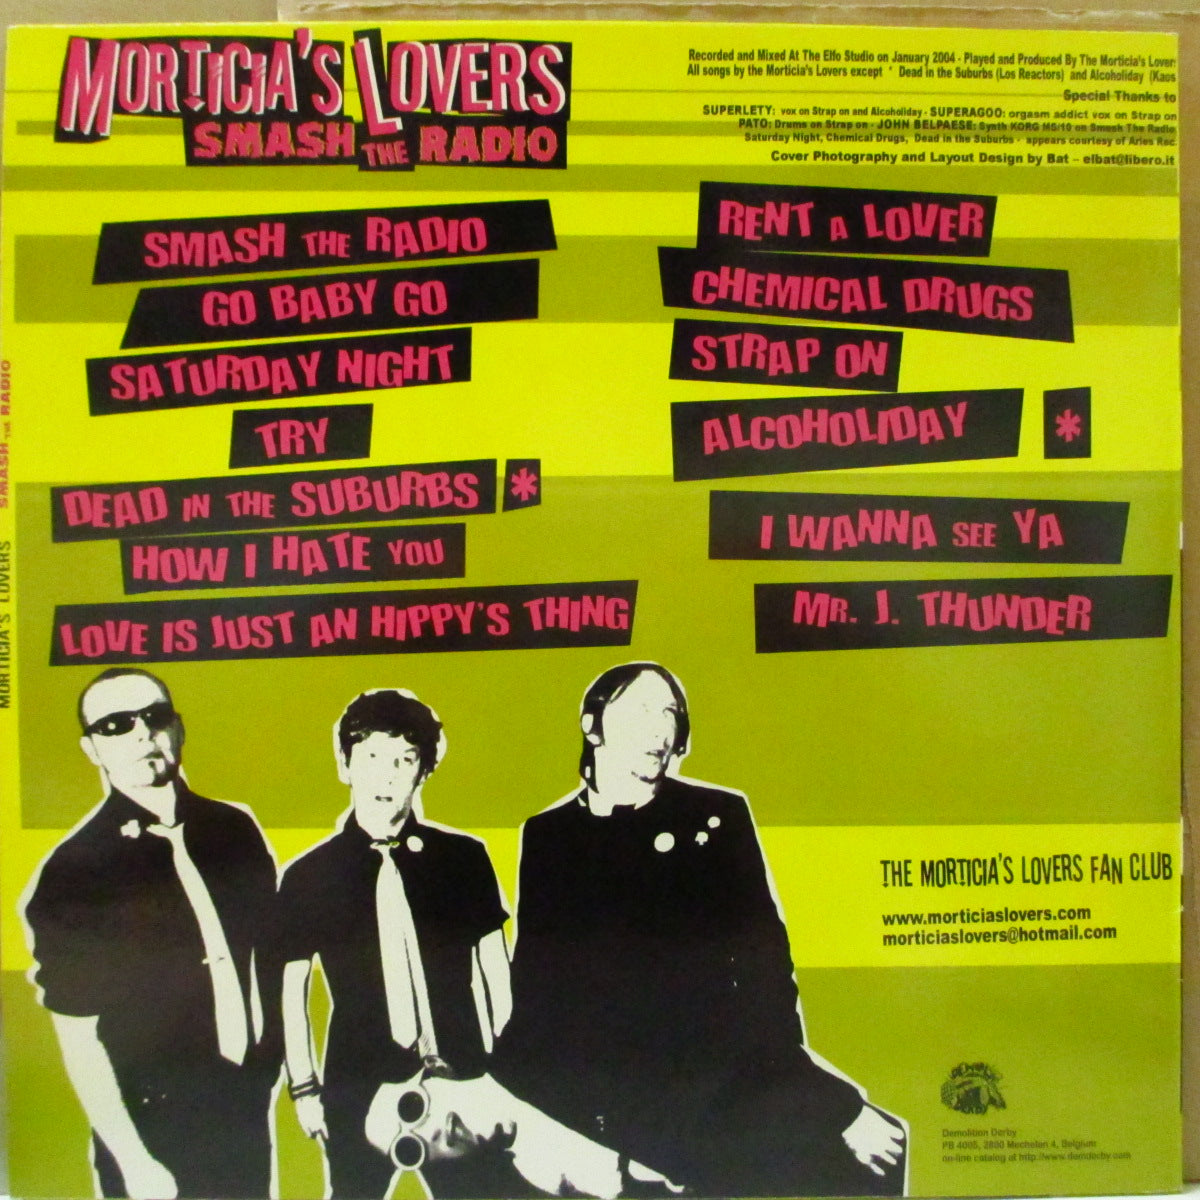 MORTICIA'S LOVERS
SMASH THE RADIO
Recorded and Mixed At The Elfo Studio on January 2004 - Played and Produced By The Morticia's Lover
All songs by the Morticia's Lovers except * Dead in the Suburbs (Los Reactors) and Alcoholiday (Kaos
Special Thanks to
SUPERLETY: vox on Strap on and Alcoholiday - SUPERAGOO: orgasm addict vox on Strap on
PATO: Drums on Strap on - JOHN BELPAESE: Synth KORG MS/10 on Smash The Radio,
Saturday Night, Chemical Drugs, Dead in the Suburbs - appears courtesy of Aries Rec.
Cover Photography and Layout Design by Bat – elbat@libero.it
SMASH THE RADIO
GO BABY GO
SATURDAY NIGHT
TRY
DEAD IN THE SUBURBS *
HOW I HATE YOU
LOVE IS JUST AN HIPPY'S THING
RENT A LOVER
CHEMICAL DRUGS
STRAP ON
ALCOHOLIDAY *
I WANNA SEE YA
MR. J. THUNDER
MORTICIA'S LOVERS SMASH THE RADIO
THE MORTICIA'S LOVERS FAN CLUB
www.morticiaslovers.com
morticiaslovers@hotmail.com
Demolition Derby
PB 4005, 2800 Mechelen 4, Belgium
on-line catalog at http://www.demderby.com